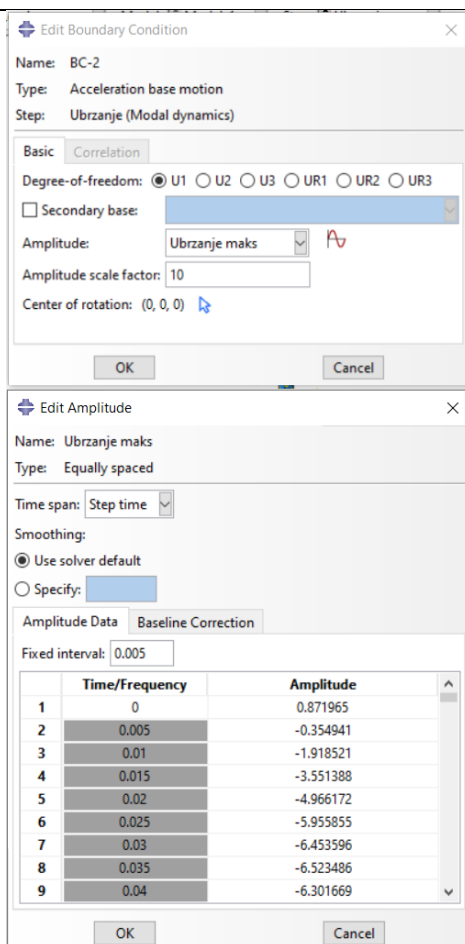 Edit Boundary Condition
Name: BC-2
Type: Acceleration base motion
Step: Ubrzanje (Modal dynamics)
Basic Correlation
Degree-of-freedom: U1 U2 U3 UR1 UR2 UR3
Secondary base:
Amplitude: Ubrzanje maks
Amplitude scale factor: 10
Center of rotation: (0, 0, 0)
OK Cancel
Edit Amplitude
Name: Ubrzanje maks
Type: Equally spaced
Time span: Step time
Smoothing:
Use solver default
Specify:
Amplitude Data Baseline Correction
Fixed interval: 0.005
Time/Frequency Amplitude
1 0 0.871965
2 0.005 -0.354941
3 0.01 -1.918521
4 0.015 -3.551388
5 0.02 -4.966172
6 0.025 -5.955855
7 0.03 -6.453596
8 0.035 -6.523486
9 0.04 -6.301669
OK Cancel